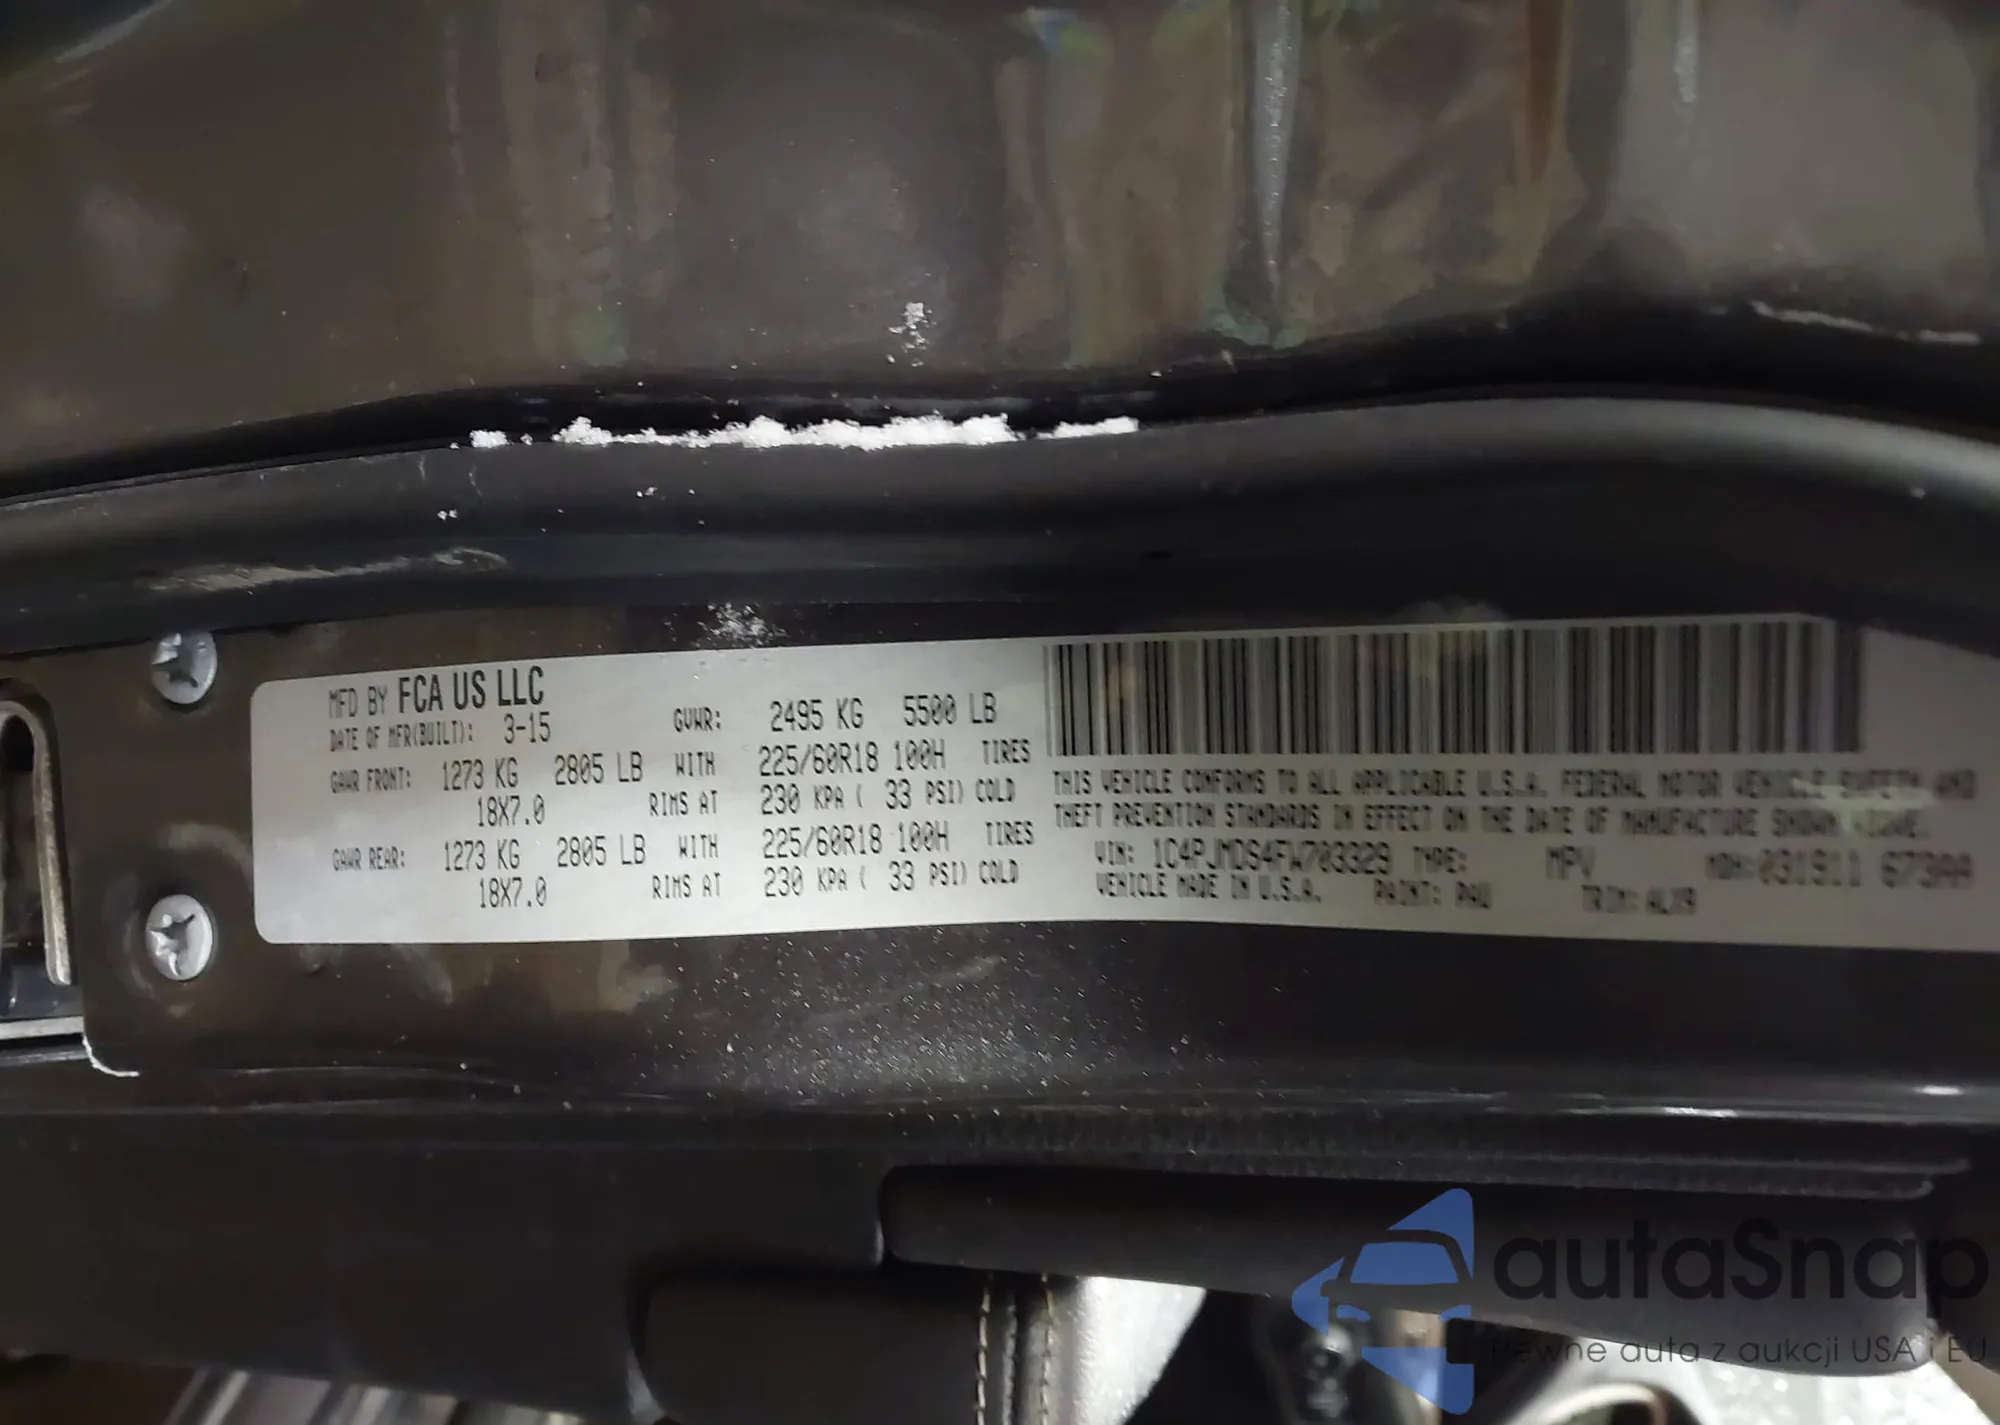 MFD BY FCA US LLC
DATE OF MFR(BUILT): 3-15 GVWR: 2495 KG 5500 LB
GAWR FRONT: 1273 KG 2805 LB WITH 225/60R18 100H TIRES
18X7.0 RIMS AT 230 KPA ( 33 PSI) COLD
GAWR REAR: 1273 KG 2805 LB WITH 225/60R18 100H TIRES
18X7.0 RIMS AT 230 KPA ( 33 PSI) COLD
THIS VEHICLE CONFORMS TO ALL APPLICABLE U.S.A. FEDERAL MOTOR VEHICLE SAFETY AND
THEFT PREVENTION STANDARDS IN EFFECT ON THE DATE OF MANUFACTURE SHOWN ABOVE.
VIN: 1C4PJMDS4FW703329 TYPE: MPV MDH:031911 673AA
VEHICLE MADE IN U.S.A. PAINT: PAU TRIM: ALX9
autaSnap
Pewne auta z aukcji USA i EU